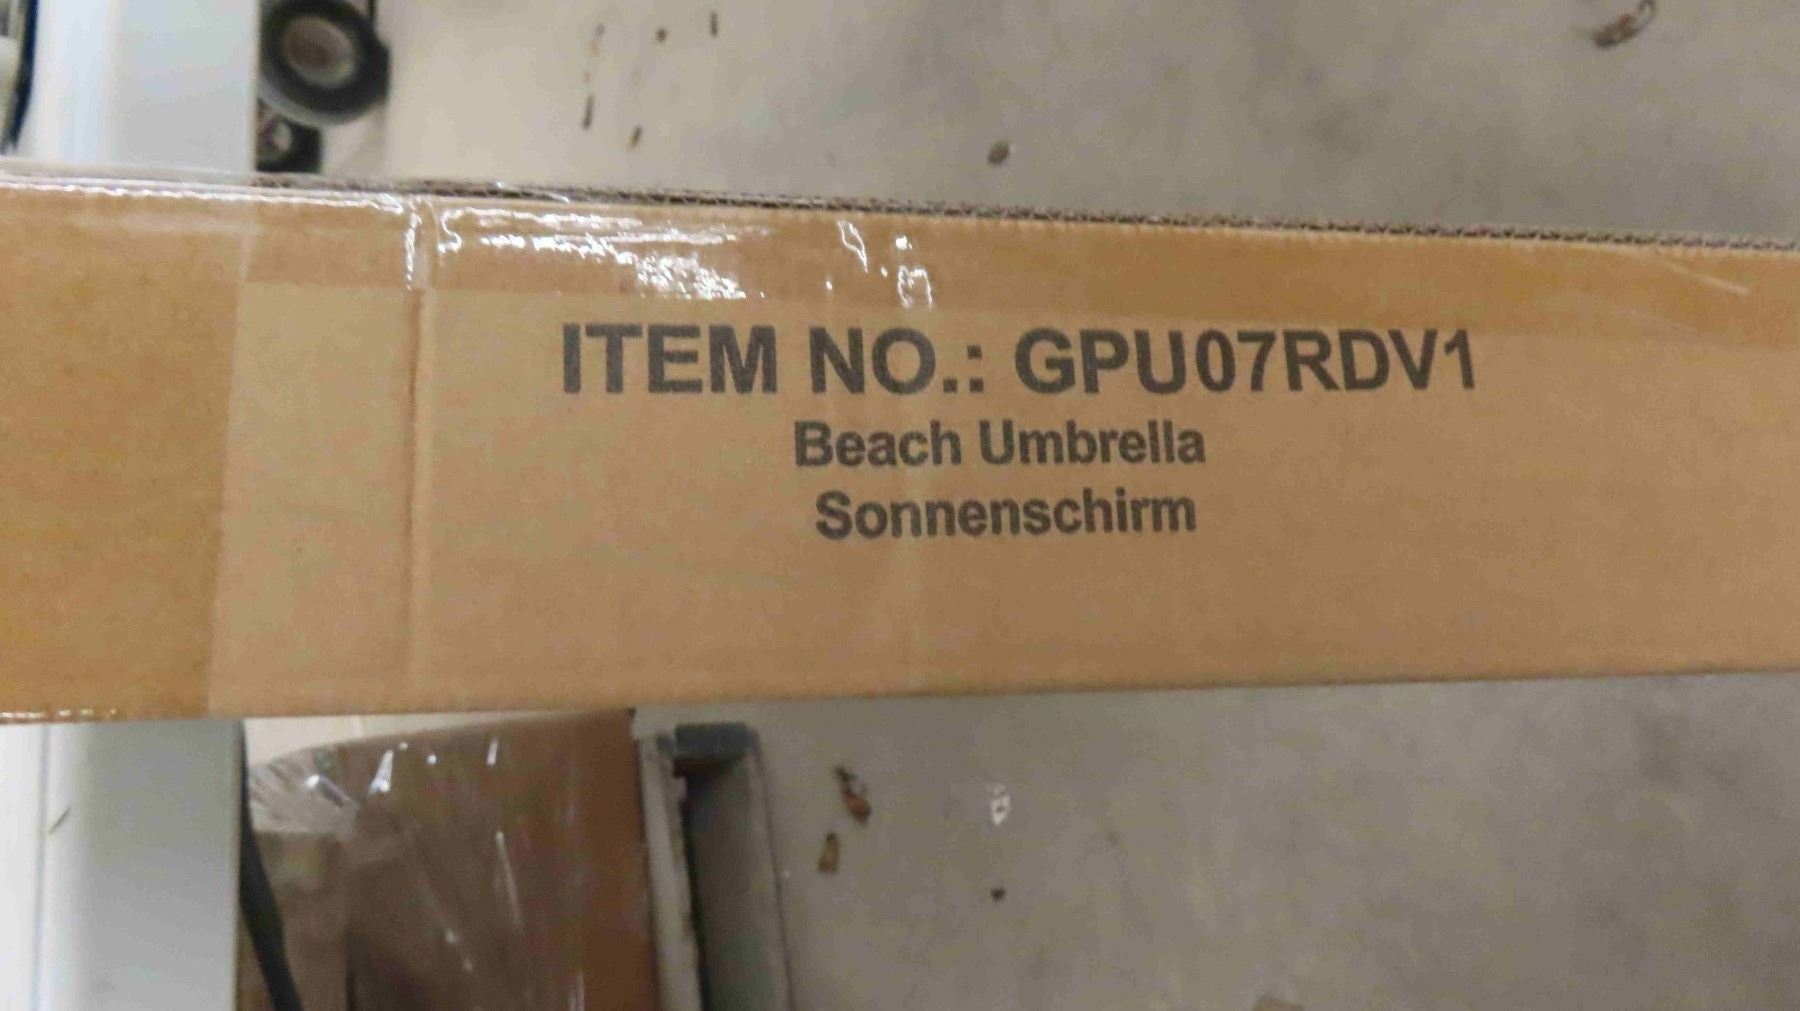 ITEM NO.: GPU07RDV1
Beach Umbrella
Sonnenschirm